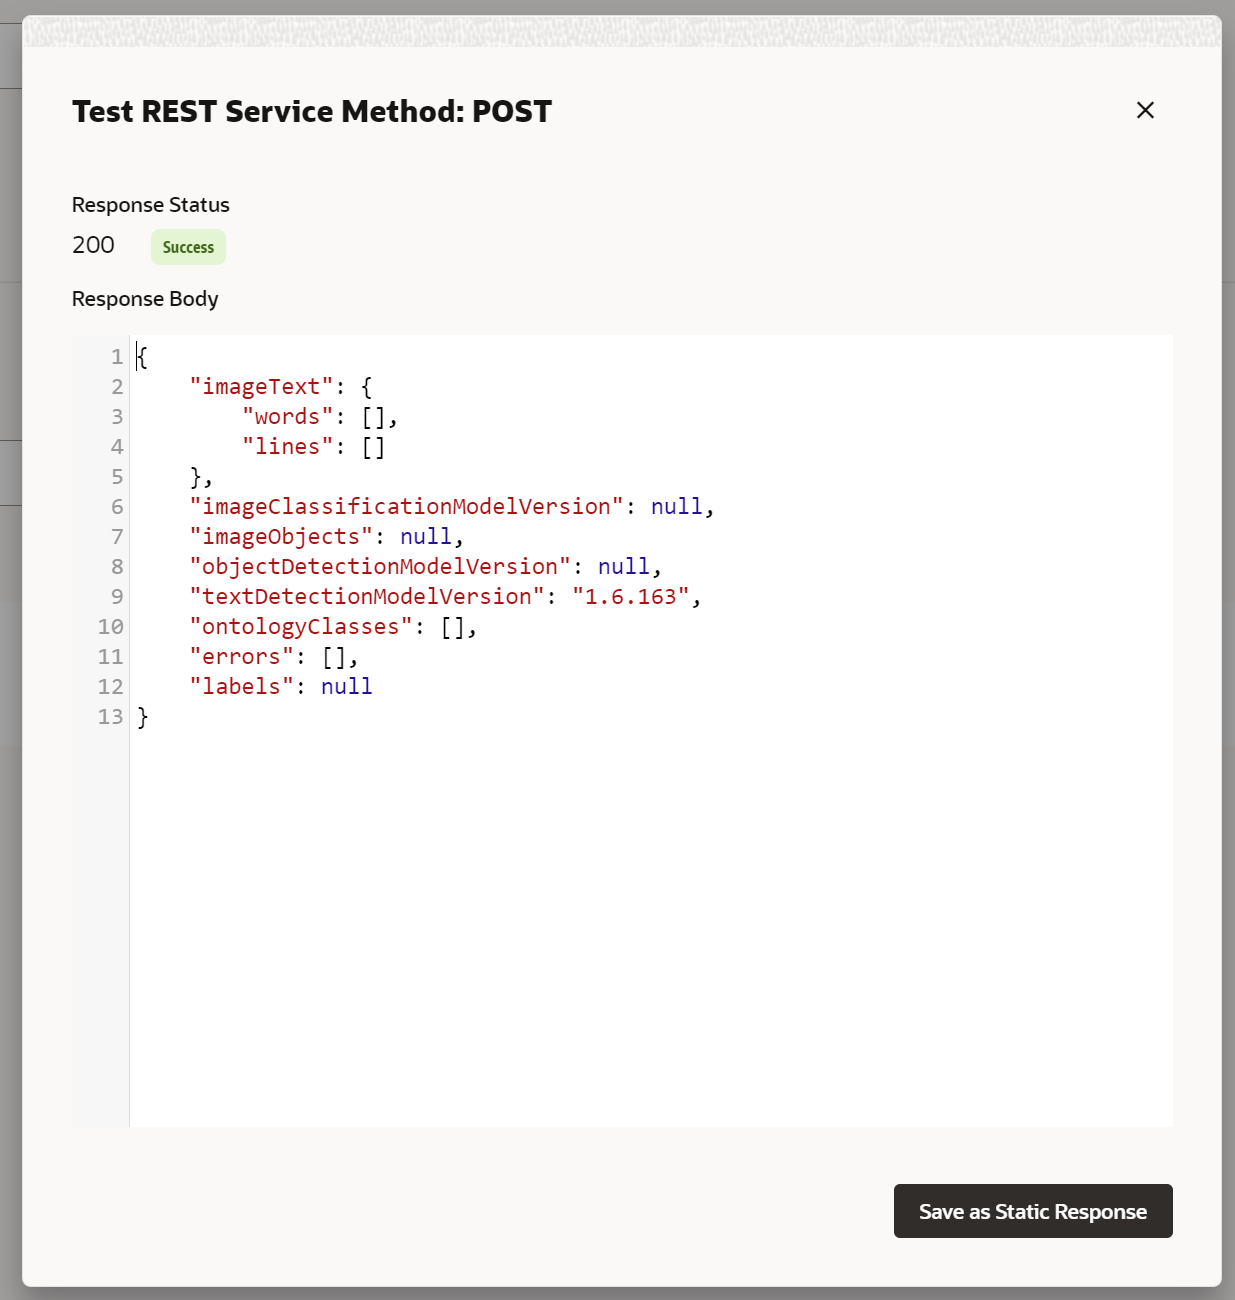 Test REST Service Method: POST
Response Status
200 Success
Response Body
1 {
2     "imageText": {
3         "words": [],
4         "lines": []
5     },
6     "imageClassificationModelVersion": null,
7     "imageObjects": null,
8     "objectDetectionModelVersion": null,
9     "textDetectionModelVersion": "1.6.163",
10     "ontologyClasses": [],
11     "errors": [],
12     "labels": null
13 }
Save as Static Response